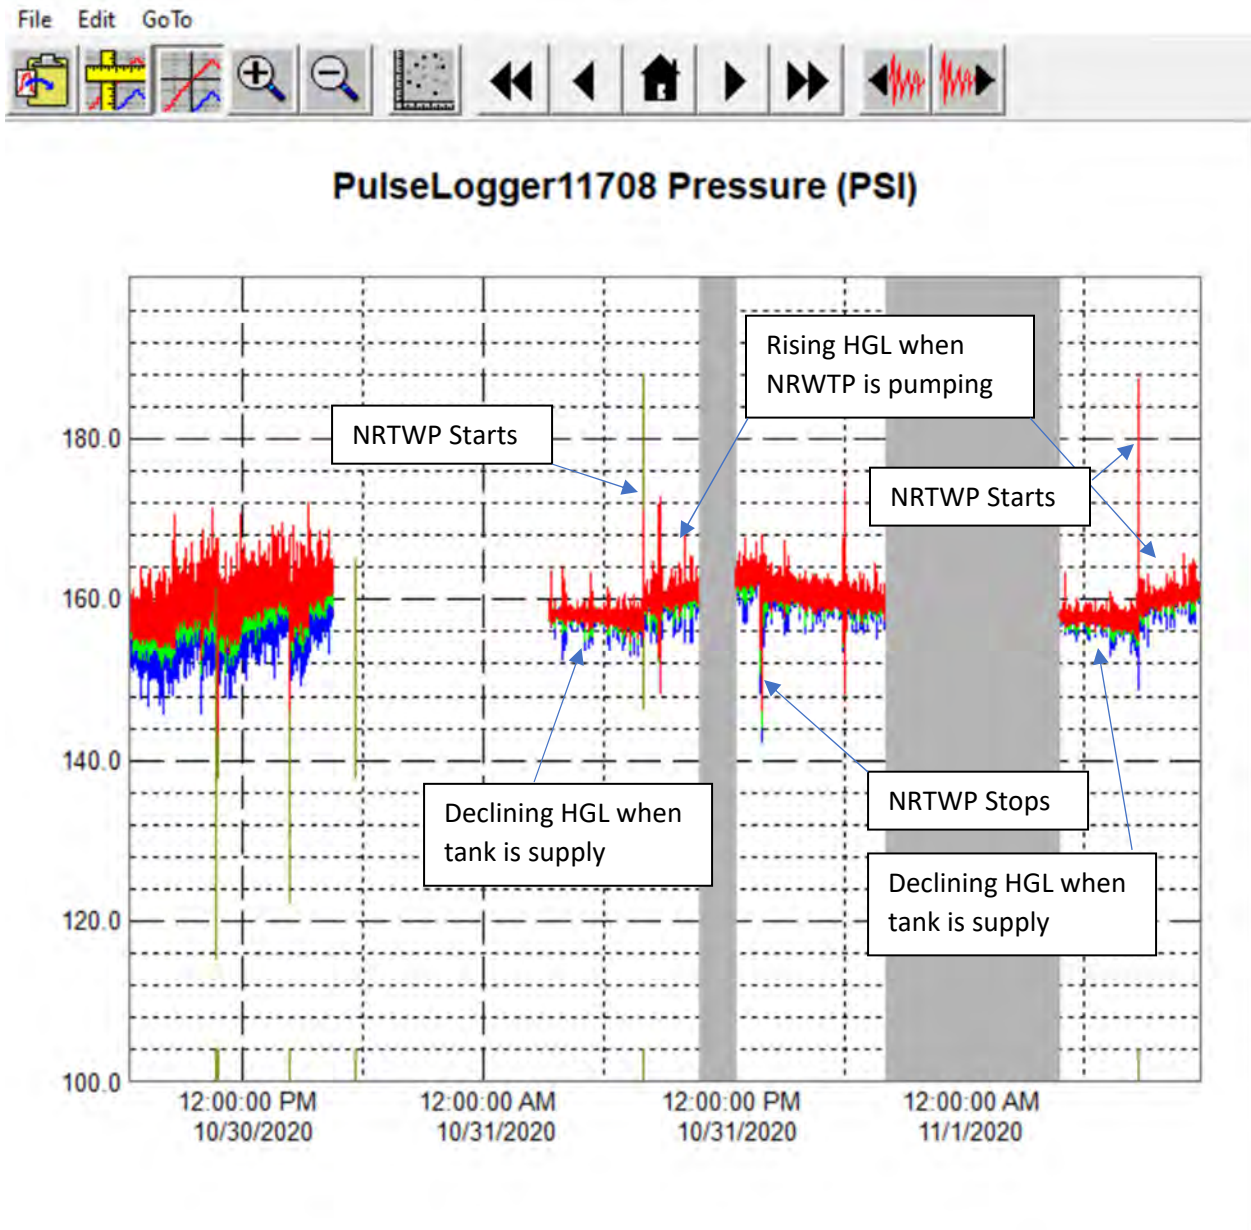 File Edit GoTo
PulseLogger11708 Pressure (PSI)
Rising HGL when
NRWTP is pumping
180.0
NRTWP Starts
NRTWP Starts
160.0
140.0
NRTWP Stops
Declining HGL when
tank is supply
Declining HGL when
tank is supply
120.0
100.0
12:00:00 PM 12:00:00 AM 12:00:00 PM 12:00:00 AM
10/30/2020 10/31/2020 10/31/2020 11/1/2020